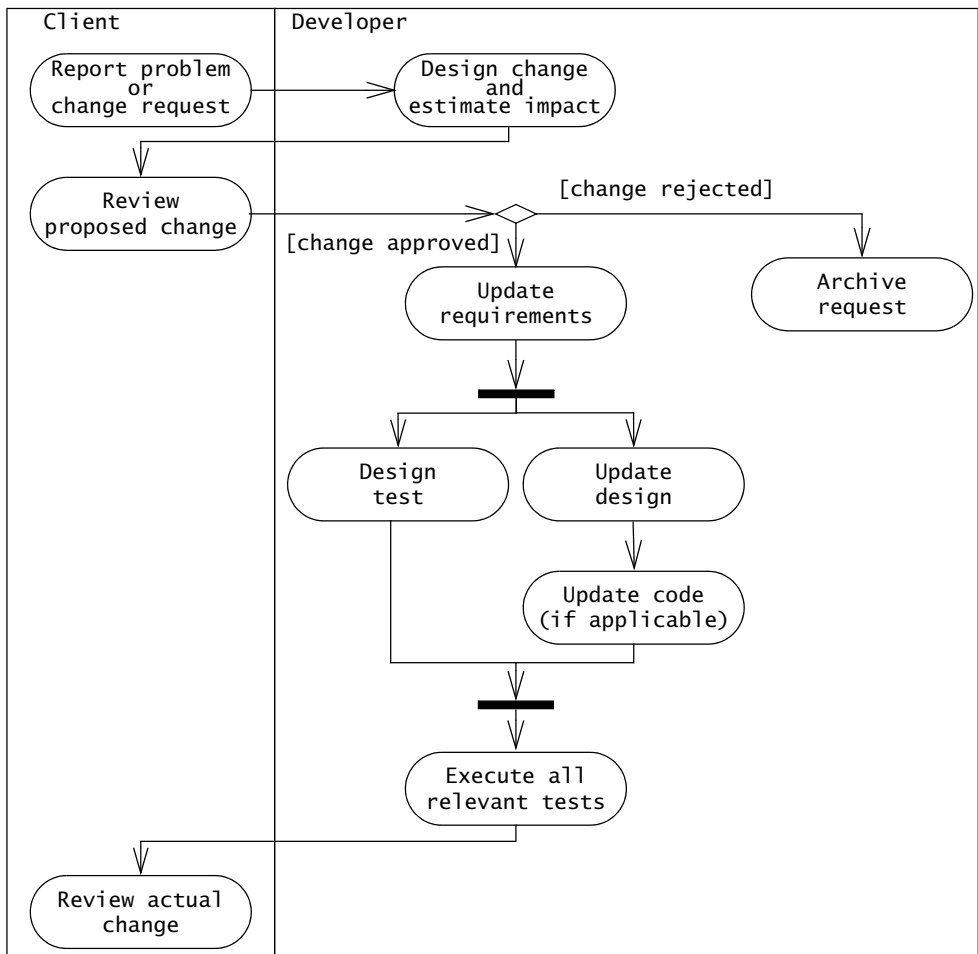 Client
Developer
Report problem
or
change request
Design change
and
estimate impact
Review
proposed change
[change rejected]
[change approved]
Update
requirements
Archive
request
Design
test
Update
design
Update code
(if applicable)
Execute all
relevant tests
Review actual
change